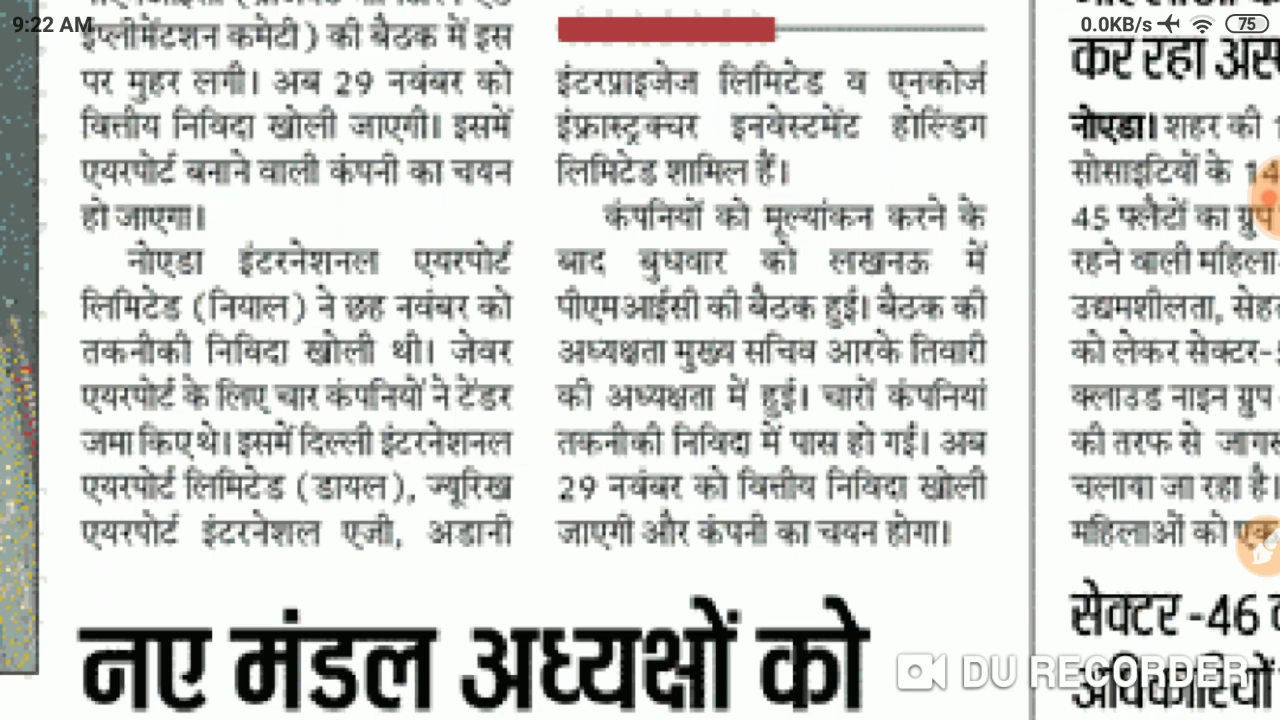 9:22 AM
0.0KB/s
75
इप्लीमेंटशन कमेटी) की बैठक में इस
पर मुहर लगी। अब 29 नवंबर को
वित्तीय निविदा खोली जाएगी। इसमें
एयरपोर्ट बनाने वाली कंपनी का चयन
हो जाएगा।
नोएडा इंटरनेशनल एयरपोर्ट
लिमिटेड (नियाल) ने छह नवंबर को
तकनीकी निविदा खोली थी। जेवर
एयरपोर्ट के लिए चार कंपनियों ने टेंडर
जमा किए थे। इसमें दिल्ली इंटरनेशनल
एयरपोर्ट लिमिटेड (डायल), ज्यूरिख
एयरपोर्ट इंटरनेशल एजी, अडानी
इंटरप्राइजेज लिमिटेड व एनकोर्ज
इंफ्रास्ट्रक्चर इनवेस्टमेंट होल्डिंग
लिमिटेड शामिल हैं।
कंपनियों को मूल्यांकन करने के
बाद बुधवार को लखनऊ में
पीएमआईसी की बैठक हुई। बैठक की
अध्यक्षता मुख्य सचिव आरके तिवारी
की अध्यक्षता में हुई। चारों कंपनियां
तकनीकी निविदा में पास हो गईं। अब
29 नवंबर को वित्तीय निविदा खोली
जाएगी और कंपनी का चयन होगा।
नए मंडल अध्यक्षों को
कर रहा
नोएडा। शहर की
सोसाइटियों के 14
45 फ्लैटों का ग्रुप
रहने वाली महिला
उद्यमशीलता, सेह
को लेकर सेक्टर-
क्लाउड नाइन ग्रुप
की तरफ से जाग
चलाया जा रहा है।
महिलाओं को एक
सेक्टर-46
अधिकारियों
DU RECORDER